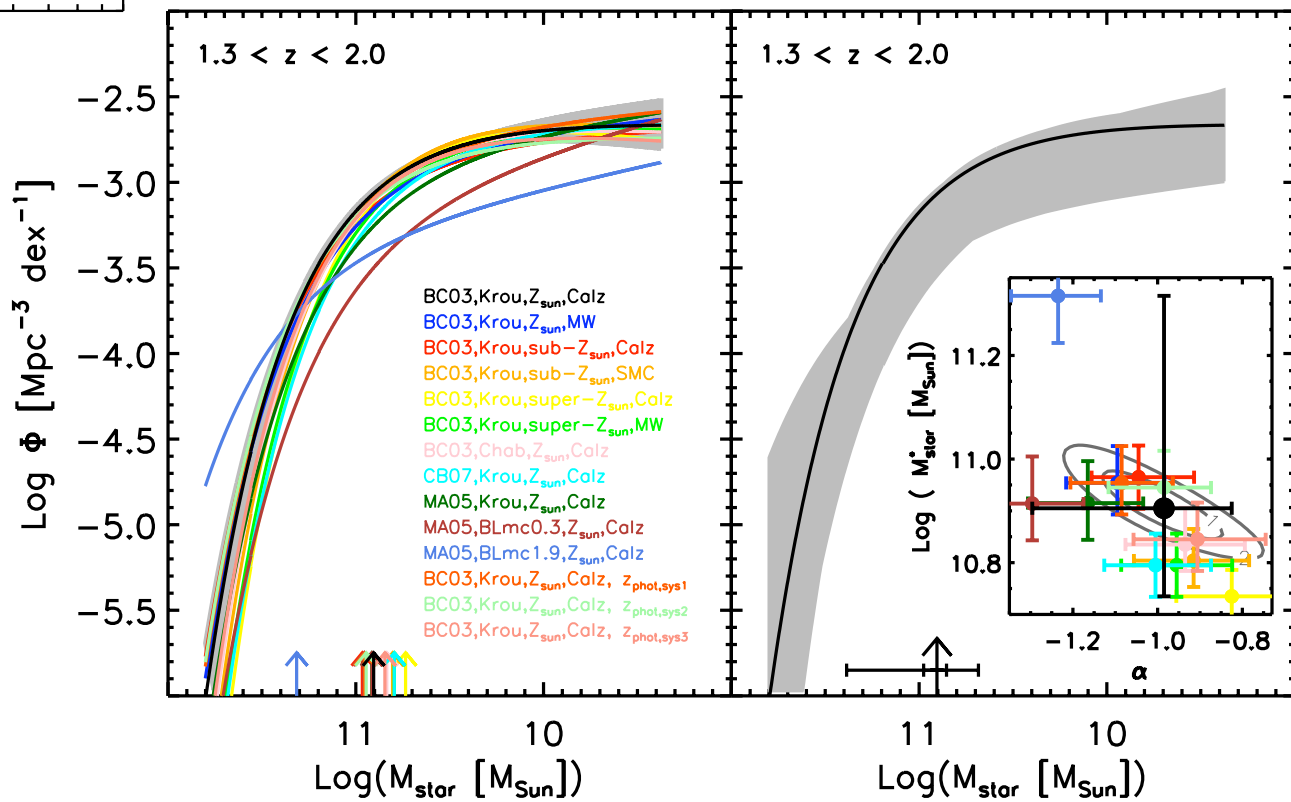 1.3 < z < 2.0
1.3 < z < 2.0
Log Φ [Mpc⁻³ dex⁻¹]
−2.5
−3.0
−3.5
−4.0
−4.5
−5.0
−5.5
BC03,Krou,Z_sun,Calz
BC03,Krou,Z_sun,MW
BC03,Krou,sub−Z_sun,Calz
BC03,Krou,sub−Z_sun,SMC
BC03,Krou,super−Z_sun,Calz
BC03,Krou,super−Z_sun,MW
BC03,Chab,Z_sun,Calz
CB07,Krou,Z_sun,Calz
MA05,Krou,Z_sun,Calz
MA05,BLmc0.3,Z_sun,Calz
MA05,BLmc1.9,Z_sun,Calz
BC03,Krou,Z_sun,Calz, z_phot,sys1
BC03,Krou,Z_sun,Calz, z_phot,sys2
BC03,Krou,Z_sun,Calz, z_phot,sys3
11 10
Log(M_star [M_Sun])
Log ( M*_star [M_Sun])
11.2
11.0
10.8
1
2
−1.2 −1.0 −0.8
α
11 10
Log(M_star [M_Sun])